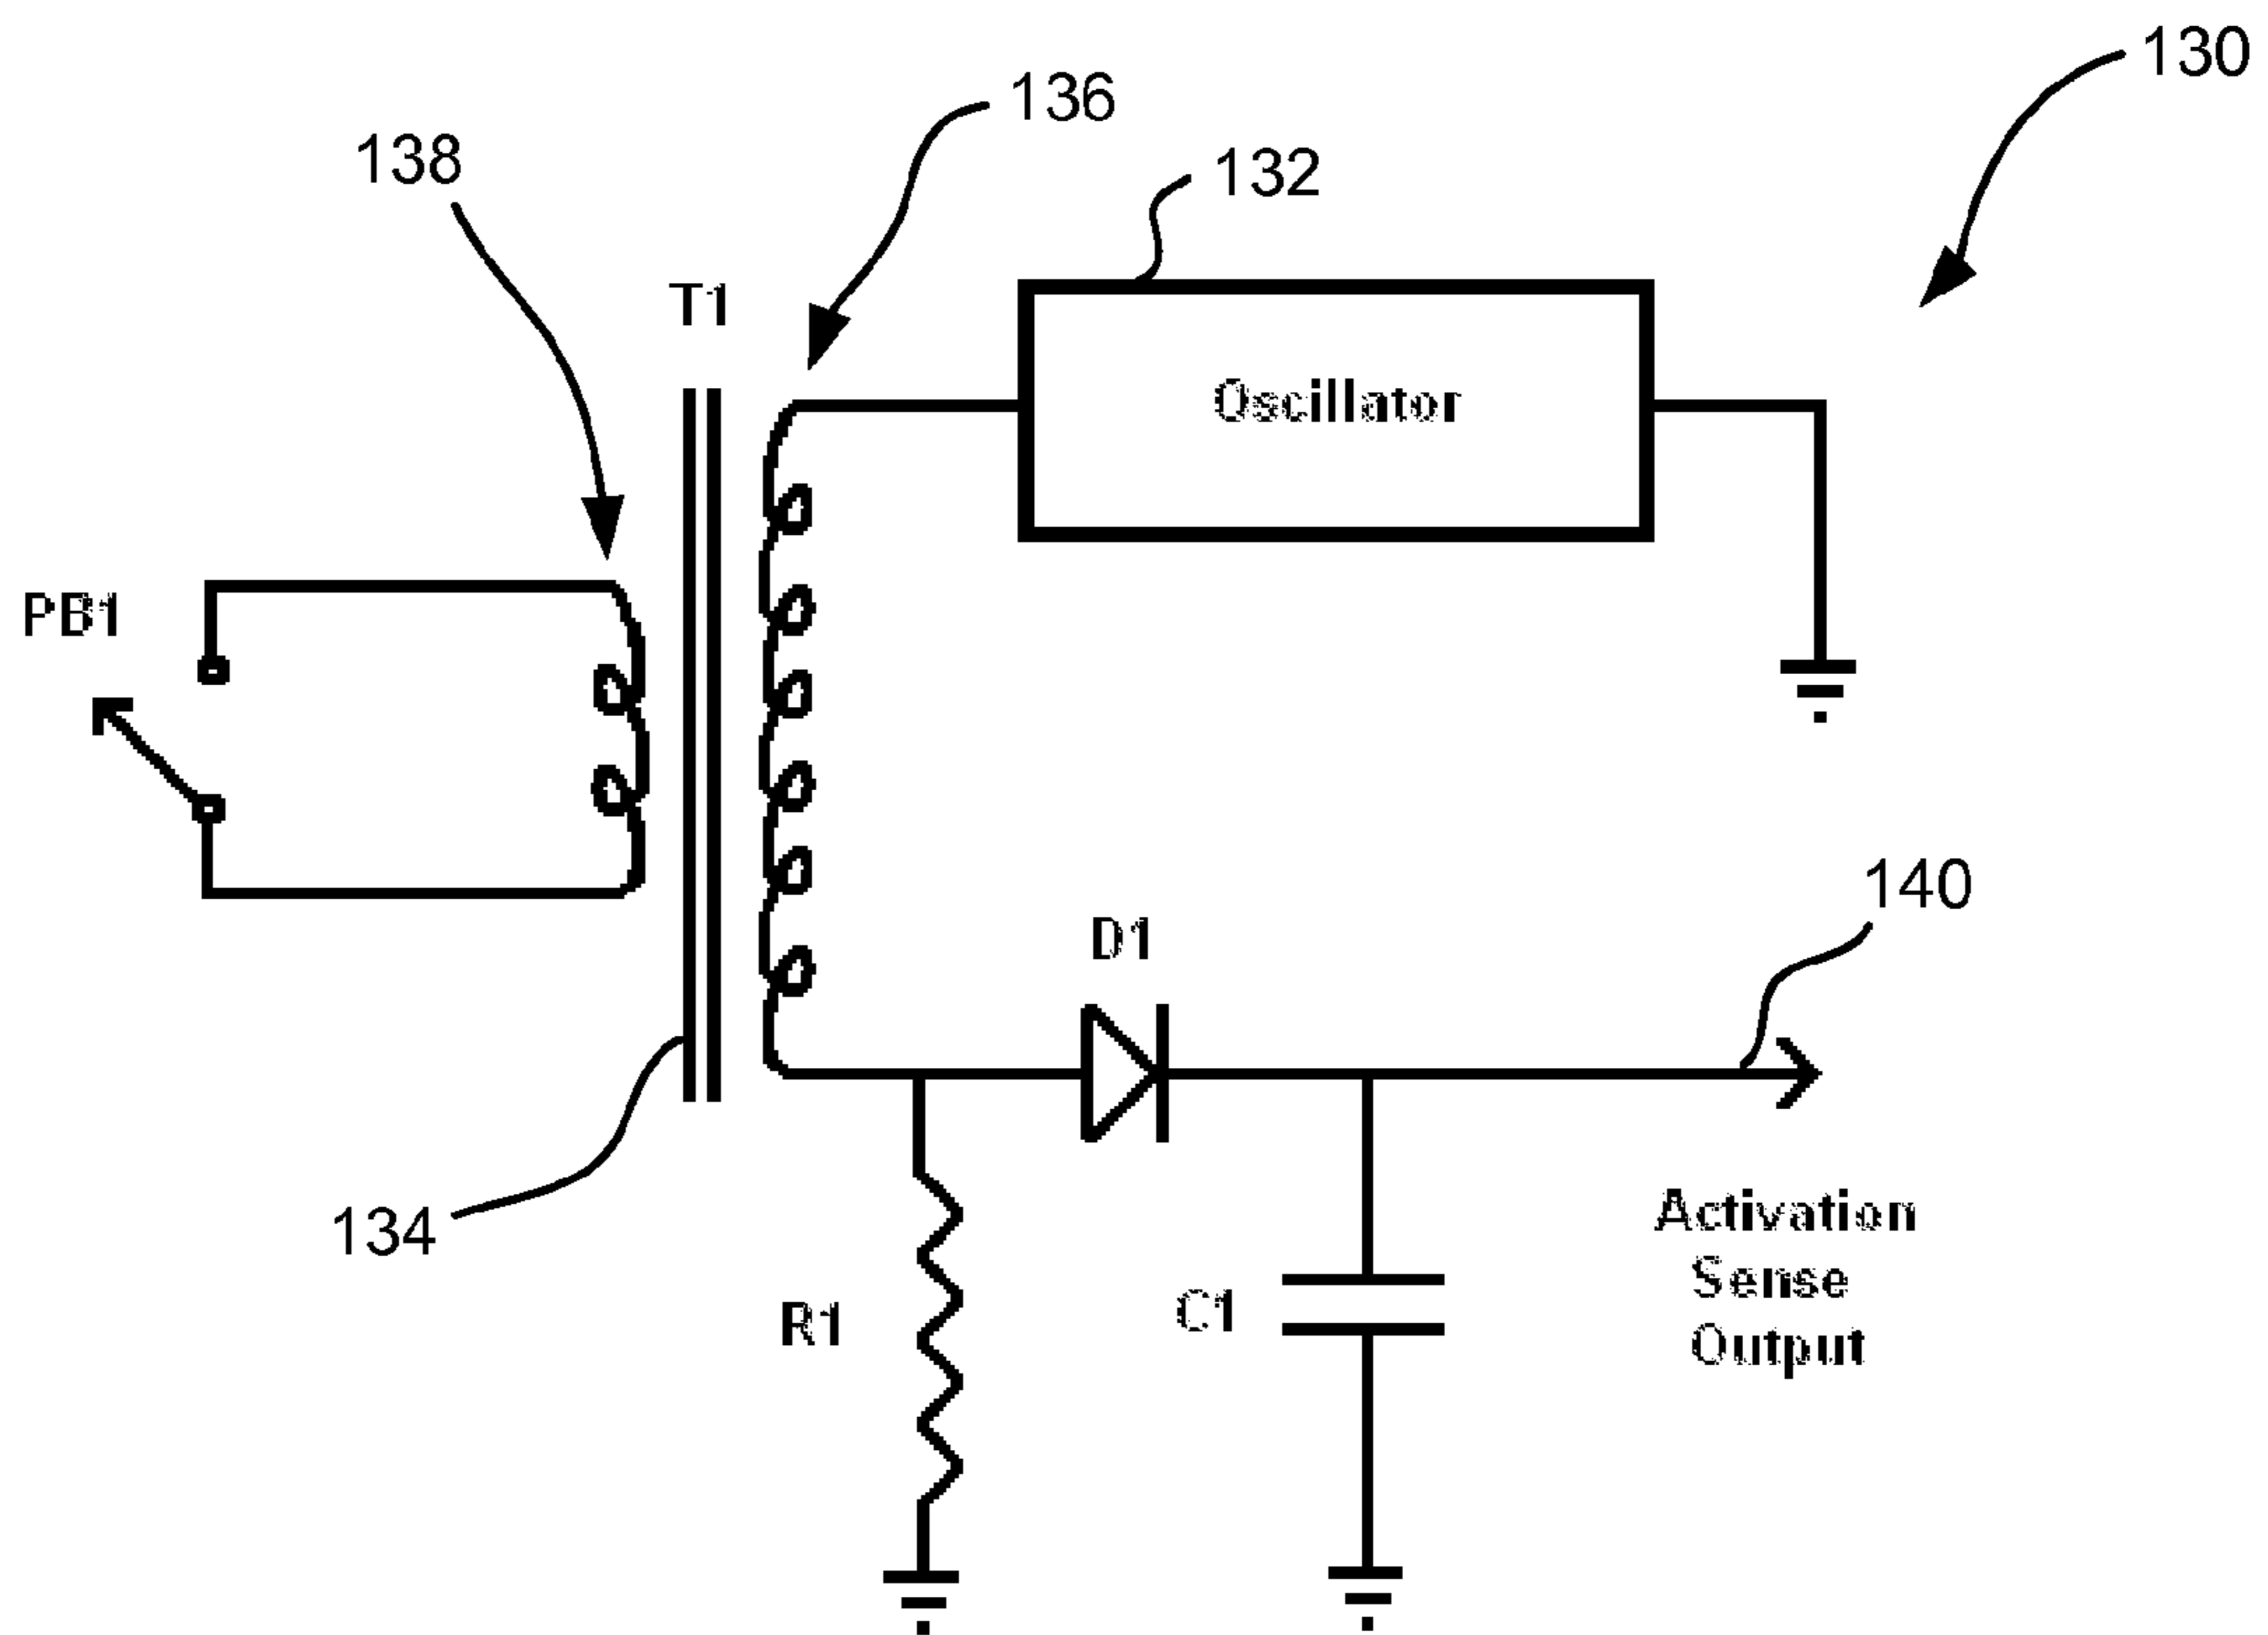 130
136
132
138
T1
Oscillator
PB1
140
D1
134
Activation
Sense
Output
R1
C1